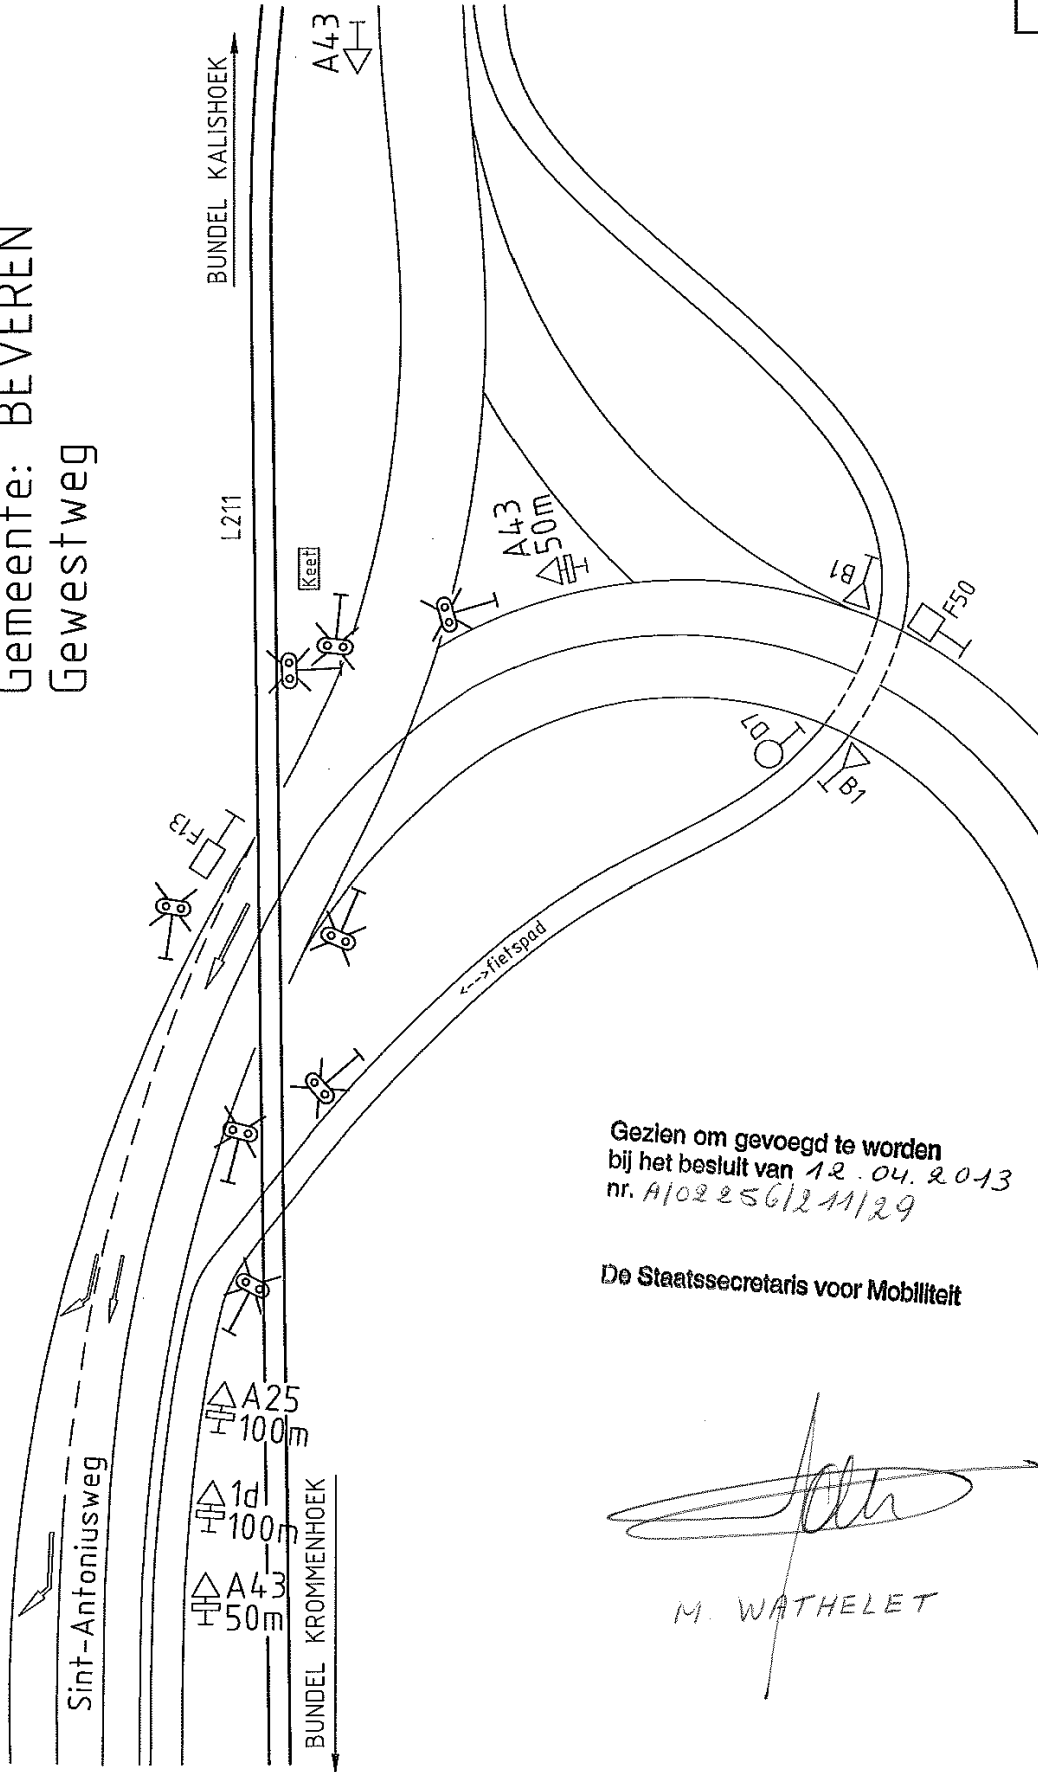 Gemeente: BEVEREN
Gewestweg
BUNDEL KALISHOEK
A43
L211
Keet
A43
50m
B1
F50
D7
B1
F13
<-->fietspad
Gezien om gevoegd te worden
bij het besluit van 12.04.2013
nr. A/02256/211/29
De Staatssecretaris voor Mobiliteit
A25
100m
1d
100m
A43
50m
Sint-Antoniusweg
BUNDEL KROMMENHOEK
M. WATHELET